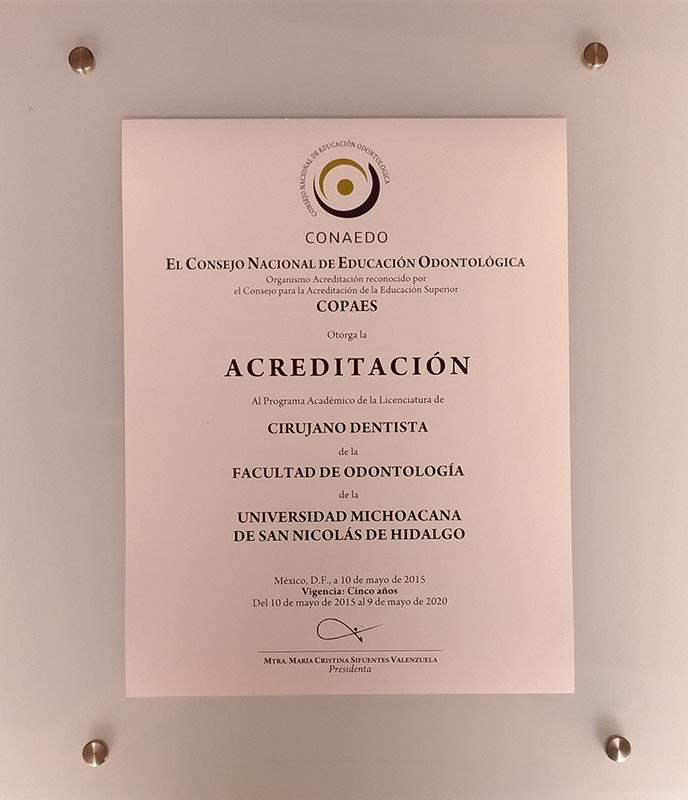 CONSEJO NACIONAL DE EDUCACIÓN ODONTOLÓGICA
CONAEDO
EL CONSEJO NACIONAL DE EDUCACIÓN ODONTOLÓGICA
Organismo Acreditación reconocido por
el Consejo para la Acreditación de la Educación Superior
COPAES
Otorga la
ACREDITACIÓN
Al Programa Académico de la Licenciatura de
CIRUJANO DENTISTA
de la
FACULTAD DE ODONTOLOGÍA
de la
UNIVERSIDAD MICHOACANA
DE SAN NICOLÁS DE HIDALGO
México, D.F., a 10 de mayo de 2015
Vigencia: Cinco años
Del 10 de mayo de 2015 al 9 de mayo de 2020
MTRA. MARÍA CRISTINA SIFUENTES VALENZUELA
Presidenta